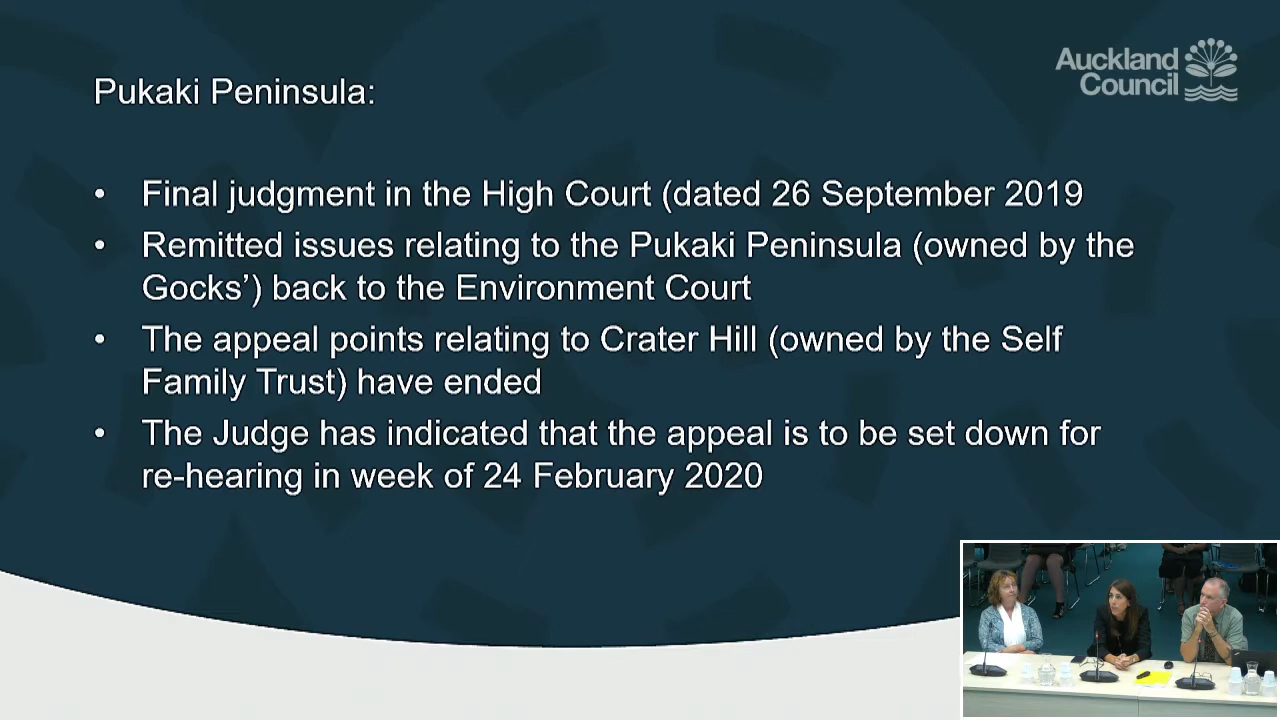 Auckland
Council
Pukaki Peninsula:
• Final judgment in the High Court (dated 26 September 2019
• Remitted issues relating to the Pukaki Peninsula (owned by the
Gocks’) back to the Environment Court
• The appeal points relating to Crater Hill (owned by the Self
Family Trust) have ended
• The Judge has indicated that the appeal is to be set down for
re-hearing in week of 24 February 2020